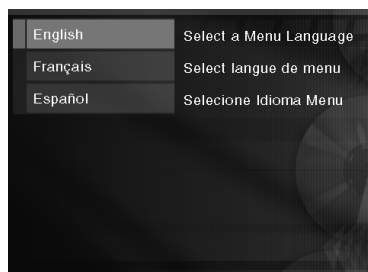 English Select a Menu Language
Français Select langue de menu
Español Selecione Idioma Menu